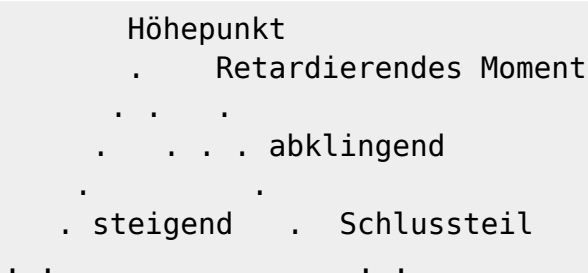 Höhepunkt
. Retardierendes Moment
. . .
. . . . abklingend
. .
. steigend . Schlussteil
. . . .